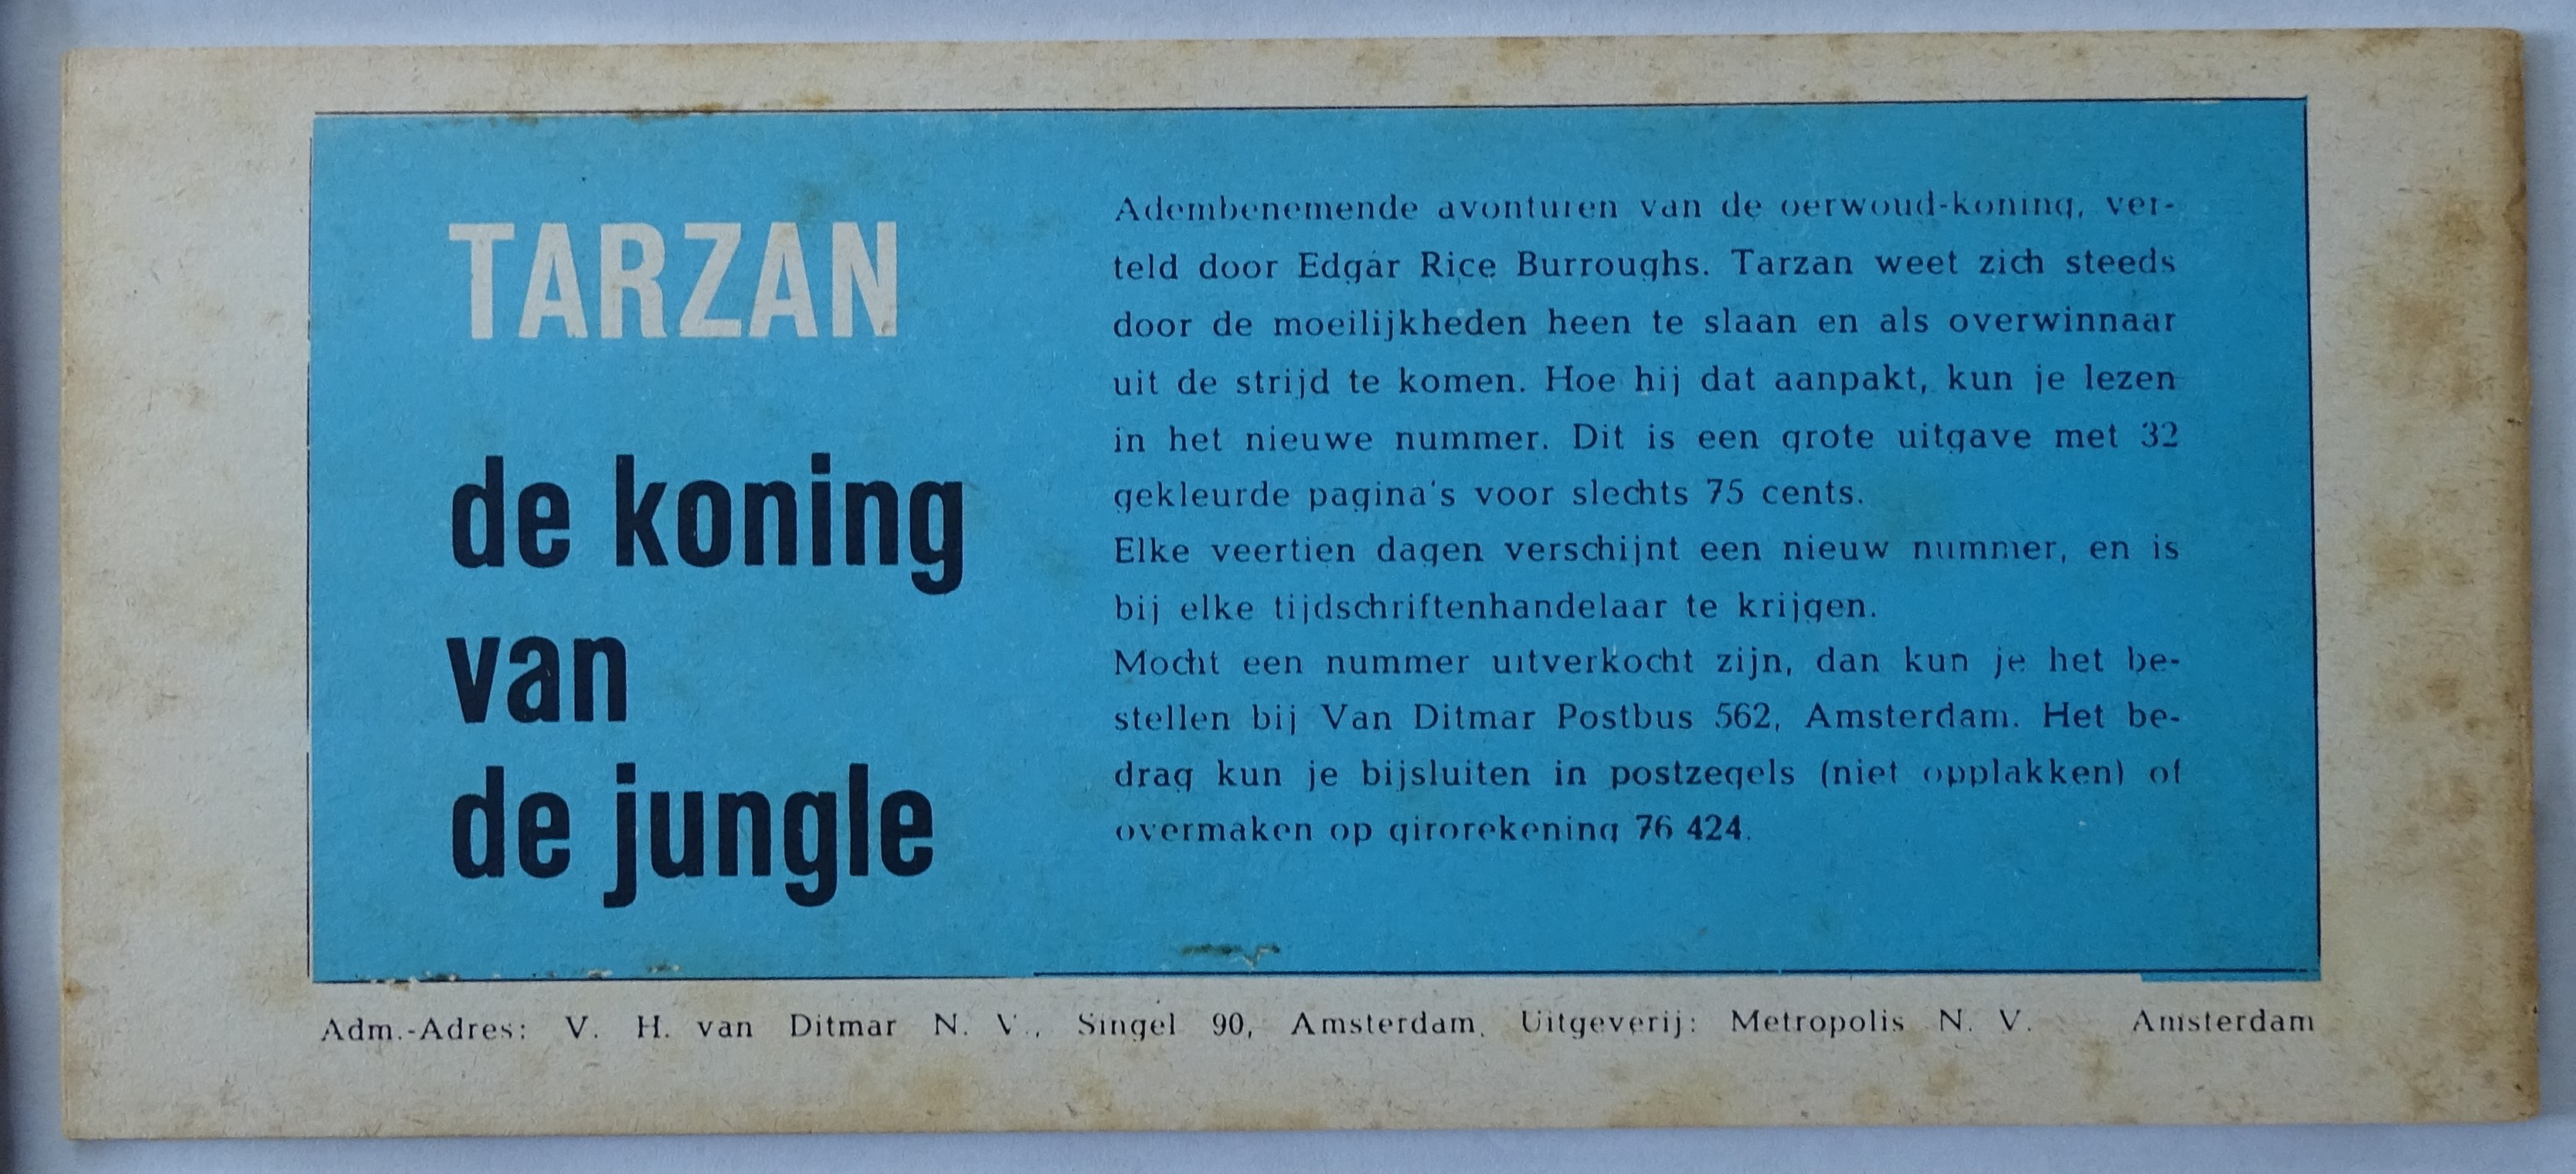 TARZAN
de koning
van
de jungle
Adembenemende avonturen van de oerwoud-koning, ver-
teld door Edgar Rice Burroughs. Tarzan weet zich steeds
door de moeilijkheden heen te slaan en als overwinnaar
uit de strijd te komen. Hoe hij dat aanpakt, kun je lezen
in het nieuwe nummer. Dit is een grote uitgave met 32
gekleurde pagina's voor slechts 75 cents.
Elke veertien dagen verschijnt een nieuw nummer, en is
bij elke tijdschriftenhandelaar te krijgen.
Mocht een nummer uitverkocht zijn, dan kun je het be-
stellen bij Van Ditmar Postbus 562, Amsterdam. Het be-
drag kun je bijsluiten in postzegels (niet opplakken) of
overmaken op girorekening 76 424.
Adm.-Adres: V. H. van Ditmar N. V., Singel 90, Amsterdam. Uitgeverij: Metropolis N. V. Amsterdam